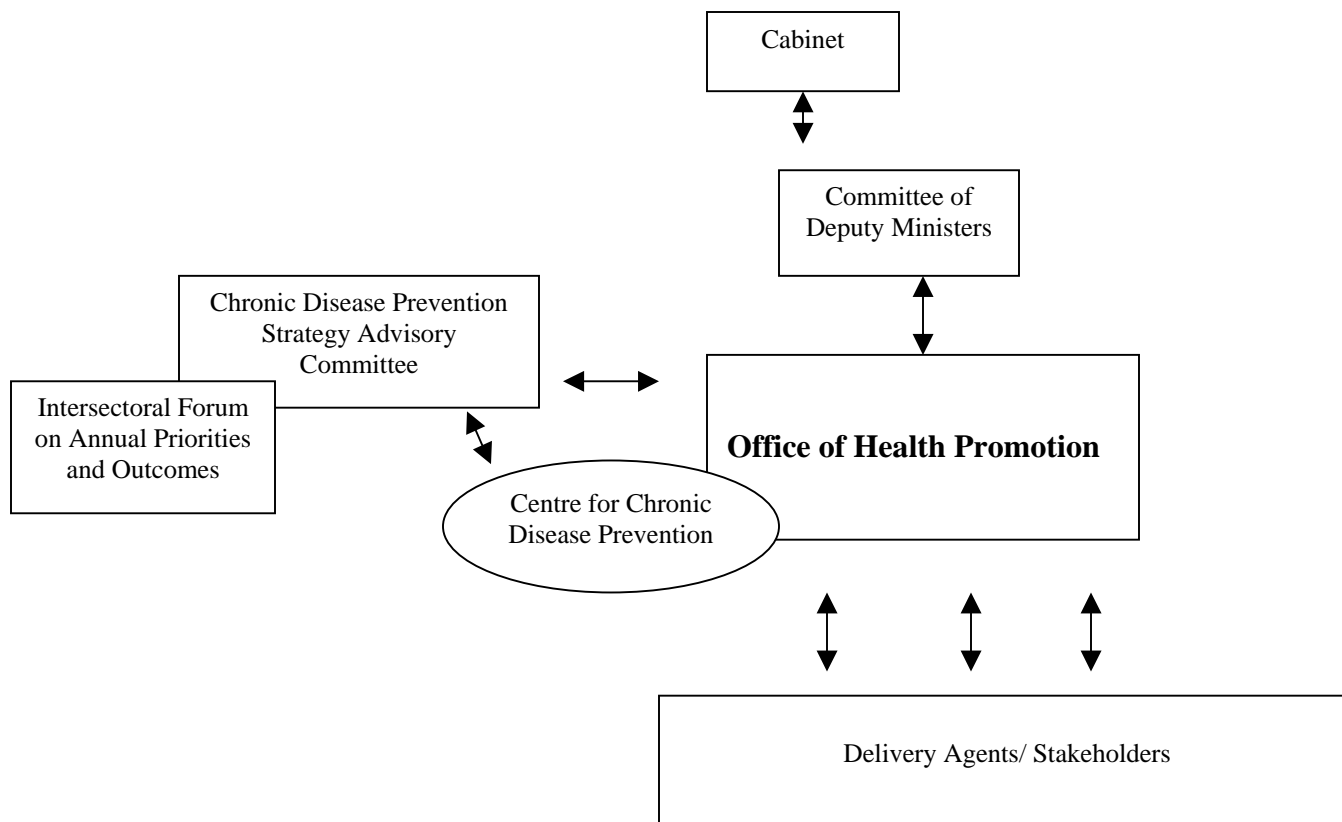 Cabinet
Committee of
Deputy Ministers
Chronic Disease Prevention
Strategy Advisory
Committee
Intersectoral Forum
on Annual Priorities
and Outcomes
Office of Health Promotion
Centre for Chronic
Disease Prevention
Delivery Agents/ Stakeholders